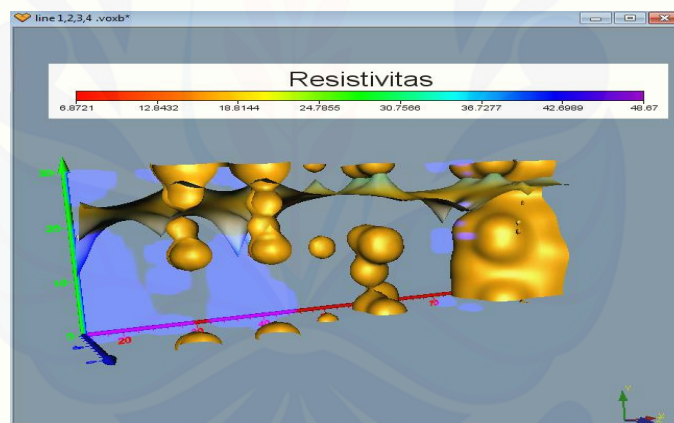 line 1,2,3,4 .voxb*
Resistivitas
6.8721 12.8432 18.8144 24.7855 30.7566 36.7277 42.6989 48.67
20
70